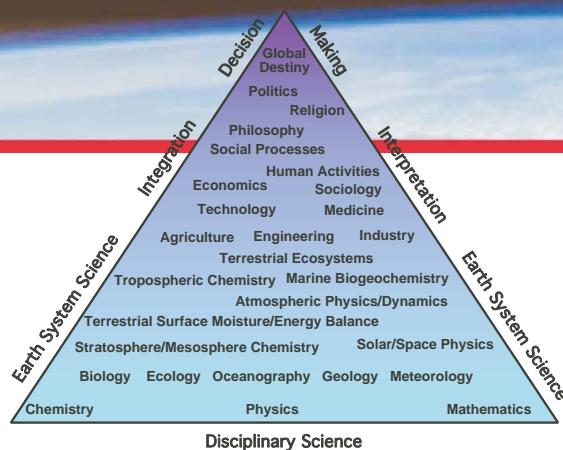 Decision Making
Global
Destiny
Politics
Religion
Philosophy
Integration
Interpretation
Social Processes
Human Activities
Economics
Sociology
Technology
Medicine
Agriculture Engineering Industry
Terrestrial Ecosystems
Earth System Science
Earth System Science
Tropospheric Chemistry Marine Biogeochemistry
Atmospheric Physics/Dynamics
Terrestrial Surface Moisture/Energy Balance
Stratosphere/Mesosphere Chemistry Solar/Space Physics
Biology Ecology Oceanography Geology Meteorology
Chemistry Physics Mathematics
Disciplinary Science